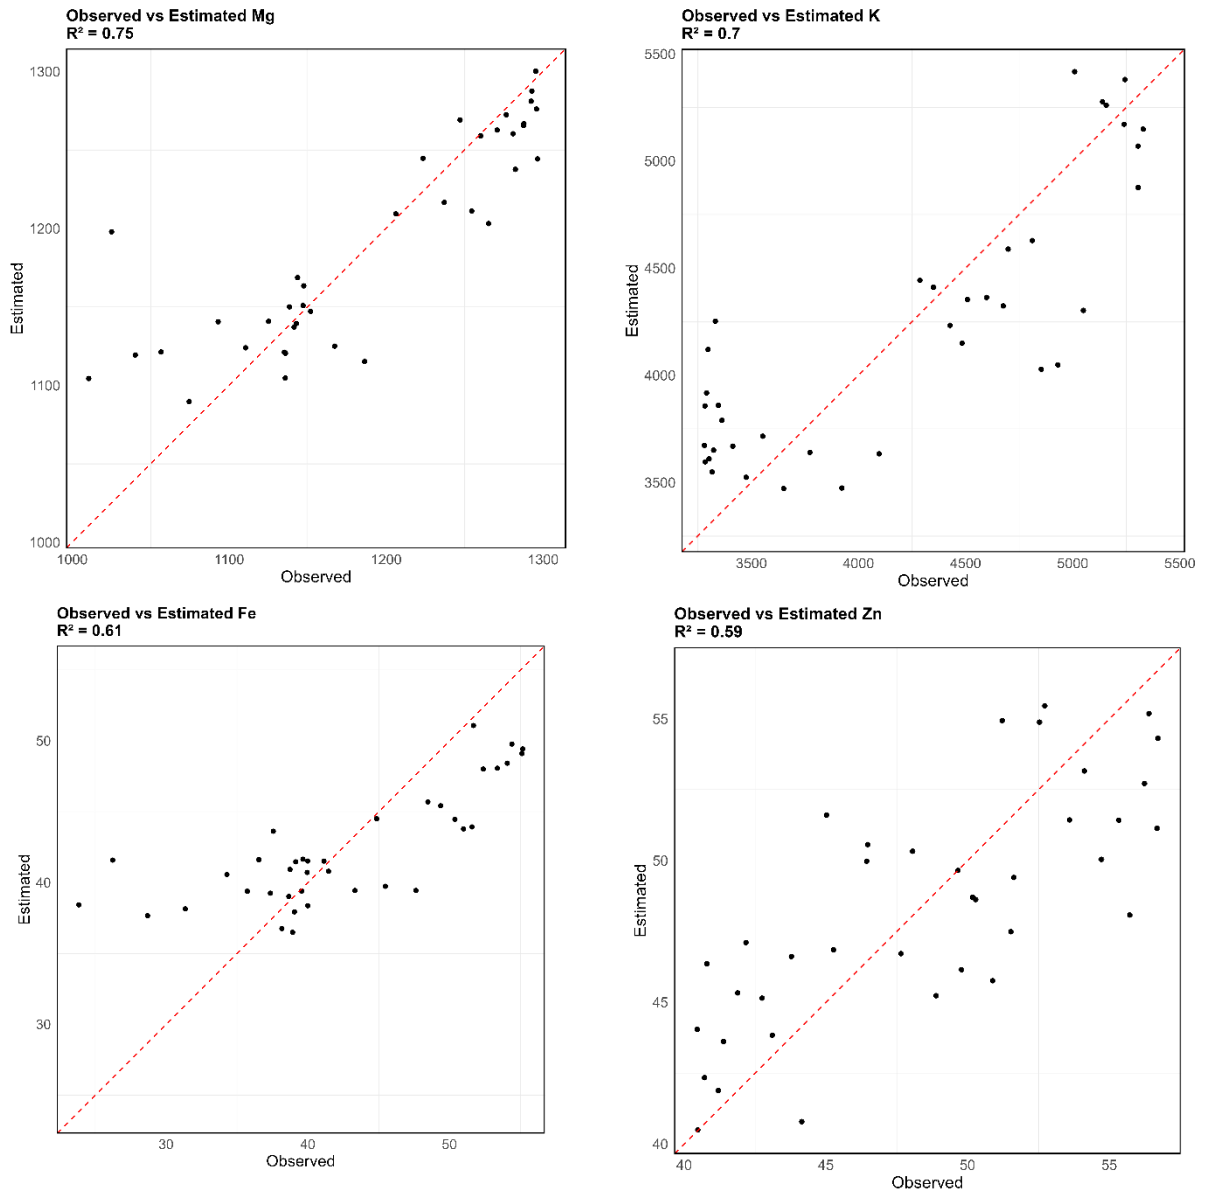 Observed vs Estimated Mg
R² = 0.75
1300
1200
1100
1000
Estimated
1000 1100 1200 1300
Observed
Observed vs Estimated K
R² = 0.7
5500
5000
4500
4000
3500
Estimated
3500 4000 4500 5000 5500
Observed
Observed vs Estimated Fe
R² = 0.61
50
40
30
Estimated
30 40 50
Observed
Observed vs Estimated Zn
R² = 0.59
55
50
45
40
Estimated
40 45 50 55
Observed